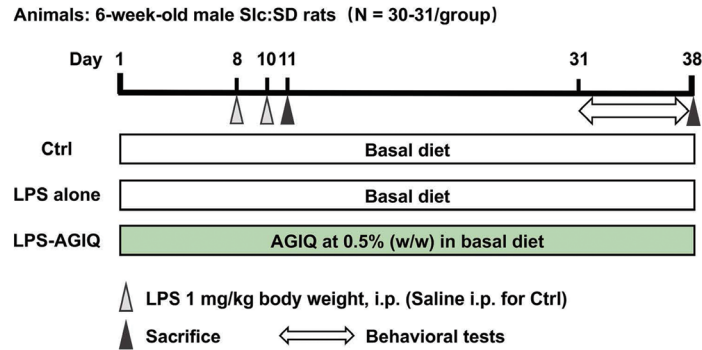 Animals: 6-week-old male Slc:SD rats (N = 30-31/group)
Day 1 8 10 11 31 38
Ctrl Basal diet
LPS alone Basal diet
LPS-AGIQ AGIQ at 0.5% (w/w) in basal diet
LPS 1 mg/kg body weight, i.p. (Saline i.p. for Ctrl)
Sacrifice Behavioral tests